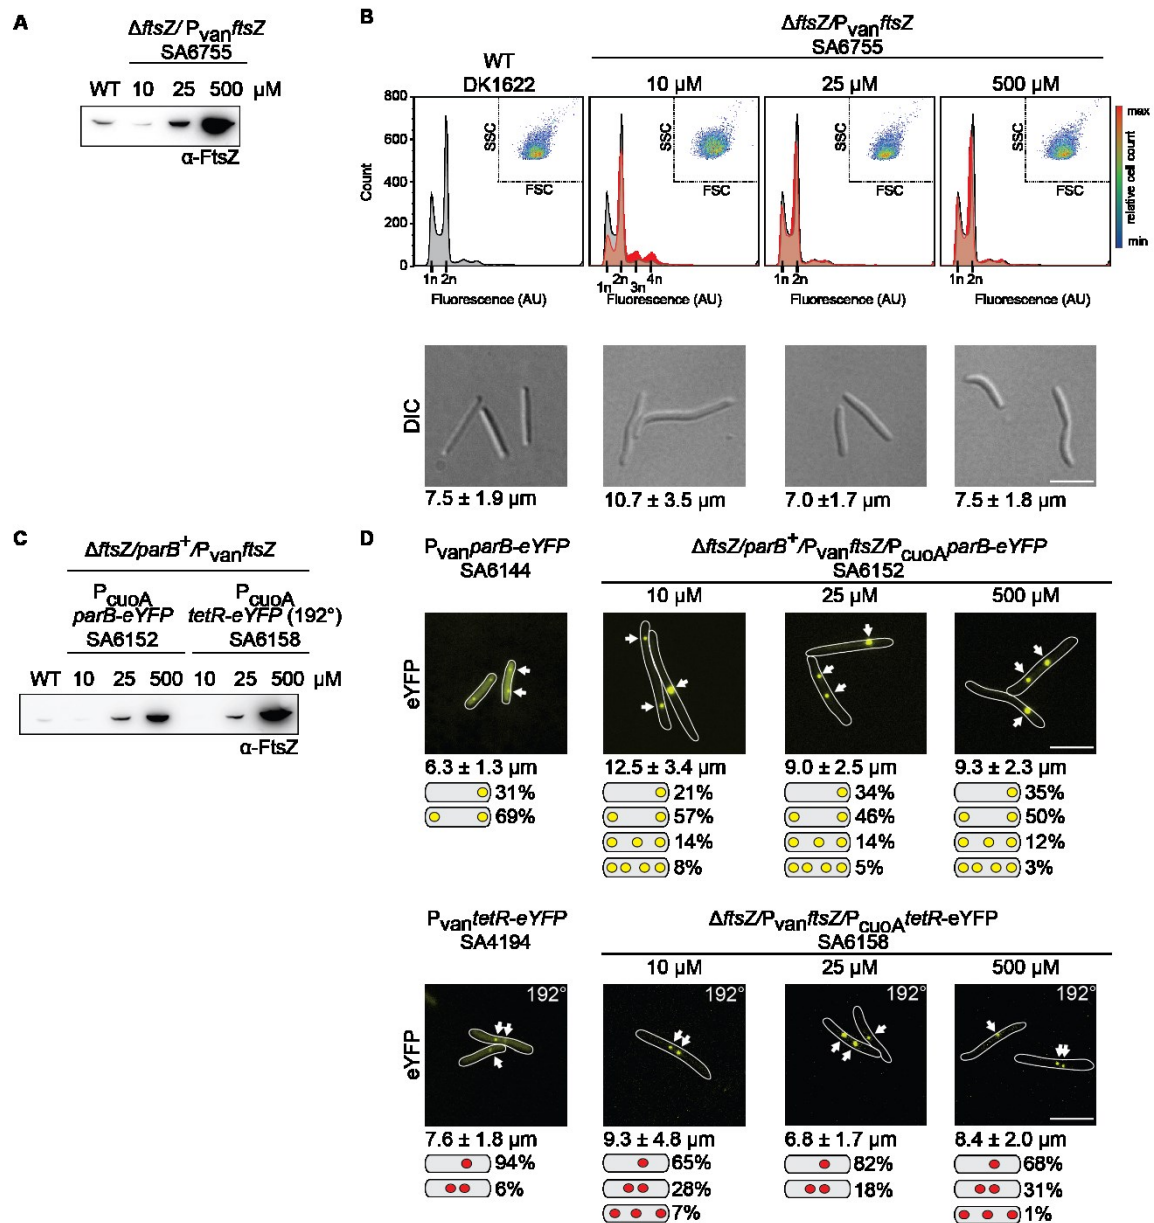 A
ΔftsZ/ PvanftsZ
SA6755
WT 10 25 500 μM
α-FtsZ
B
ΔftsZ/PvanftsZ
SA6755
WT
DK1622
10 μM
25 μM
500 μM
800
600
400
200
0
Count
SSC
FSC
SSC
FSC
SSC
FSC
SSC
FSC
max
relative cell count
min
1n 2n
1n 2n 3n 4n
1n 2n
1n 2n
Fluorescence (AU)
Fluorescence (AU)
Fluorescence (AU)
Fluorescence (AU)
DIC
7.5 ± 1.9 μm
10.7 ± 3.5 μm
7.0 ±1.7 μm
7.5 ± 1.8 μm
C
ΔftsZ/parB+/PvanftsZ
PcuoA
parB-eYFP
SA6152
PcuoA
tetR-eYFP (192°)
SA6158
WT 10 25 500 10 25 500 μM
α-FtsZ
D
PvanparB-eYFP
SA6144
ΔftsZ/parB+/PvanftsZ/PcuoAparB-eYFP
SA6152
10 μM
25 μM
500 μM
eYFP
6.3 ± 1.3 μm
12.5 ± 3.4 μm
9.0 ± 2.5 μm
9.3 ± 2.3 μm
31%
21%
34%
35%
69%
57%
46%
50%
14%
14%
12%
8%
5%
3%
PvantetR-eYFP
SA4194
ΔftsZ/PvanftsZ/PcuoAtetR-eYFP
SA6158
10 μM
25 μM
500 μM
192°
192°
192°
192°
eYFP
7.6 ± 1.8 μm
9.3 ± 4.8 μm
6.8 ± 1.7 μm
8.4 ± 2.0 μm
94%
65%
82%
68%
6%
28%
18%
31%
7%
1%